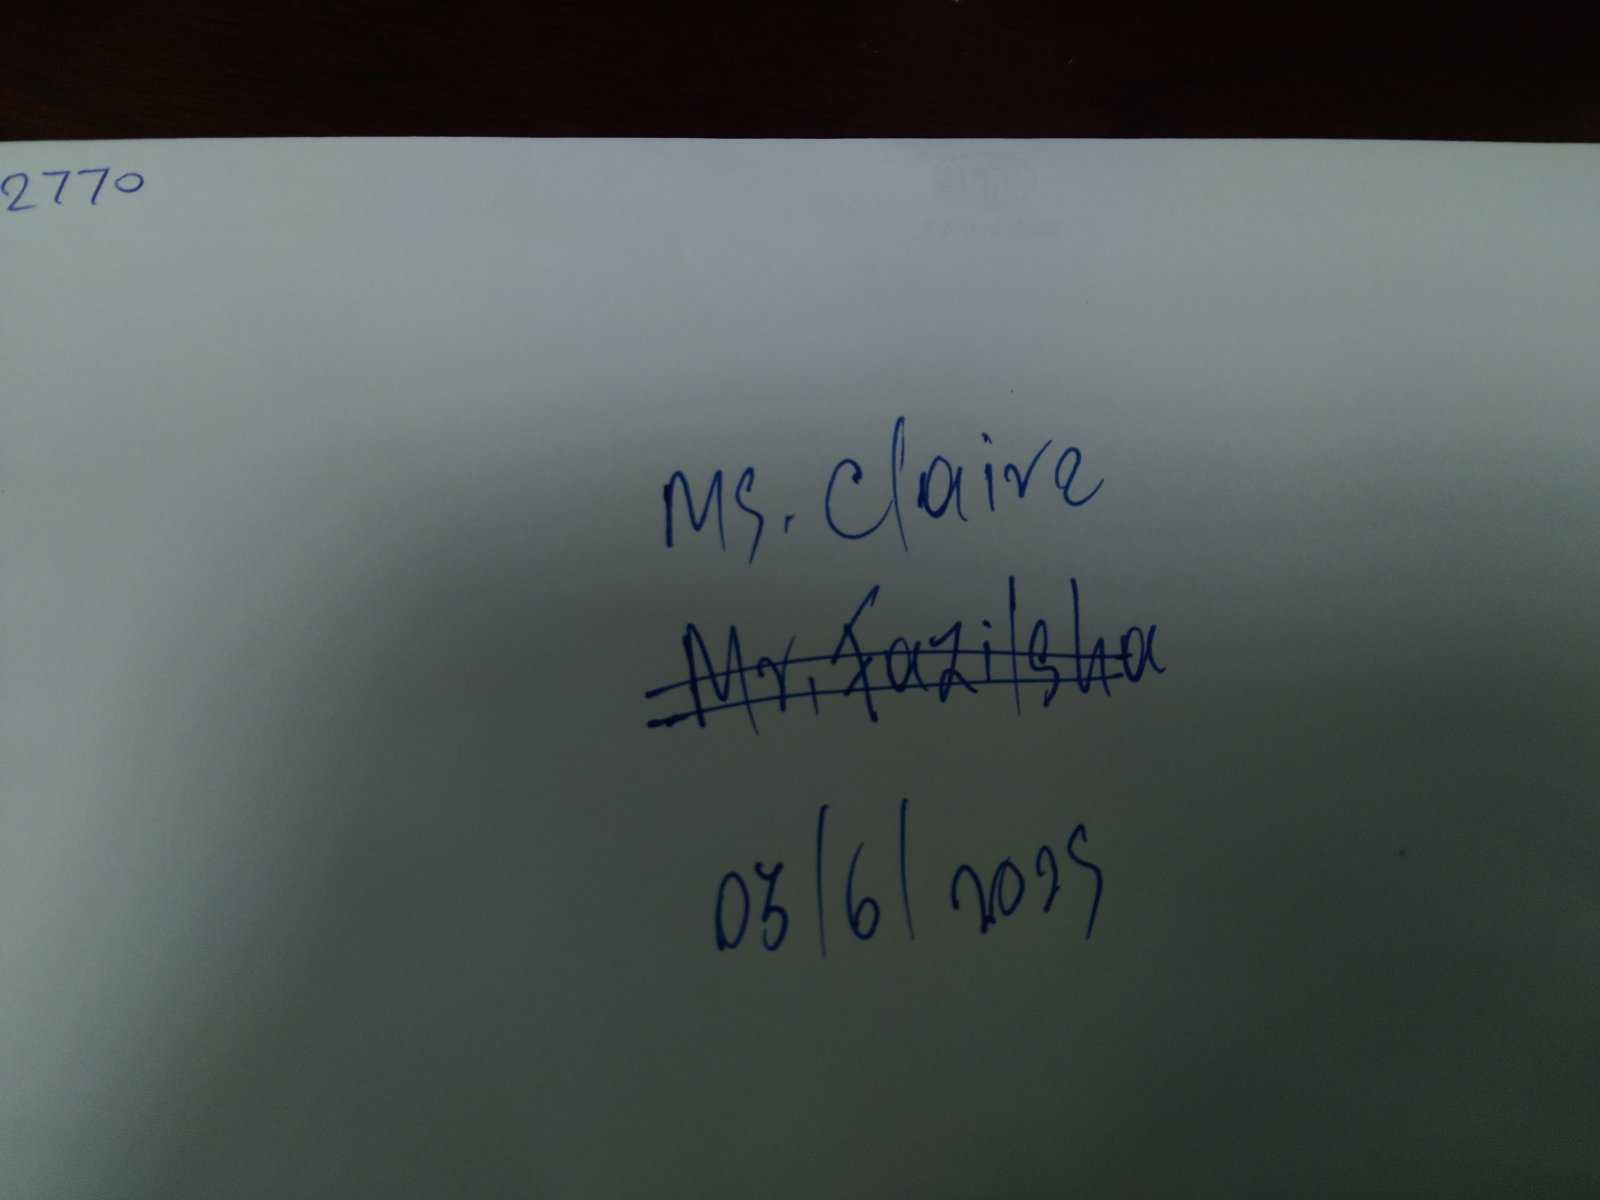 2770
Ms. Claire
Mr. Fazilsha
03/6/2025